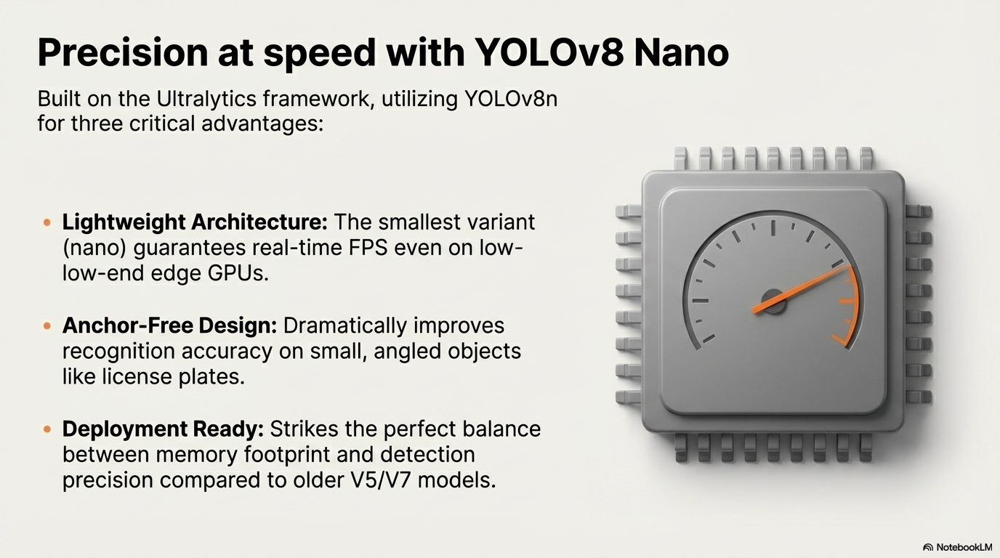 Precision at speed with YOLOv8 Nano
Built on the Ultralytics framework, utilizing YOLOv8n
for three critical advantages:
• Lightweight Architecture: The smallest variant
(nano) guarantees real-time FPS even on low-
low-end edge GPUs.
• Anchor-Free Design: Dramatically improves
recognition accuracy on small, angled objects
like license plates.
• Deployment Ready: Strikes the perfect balance
between memory footprint and detection
precision compared to older V5/V7 models.
NotebookLM